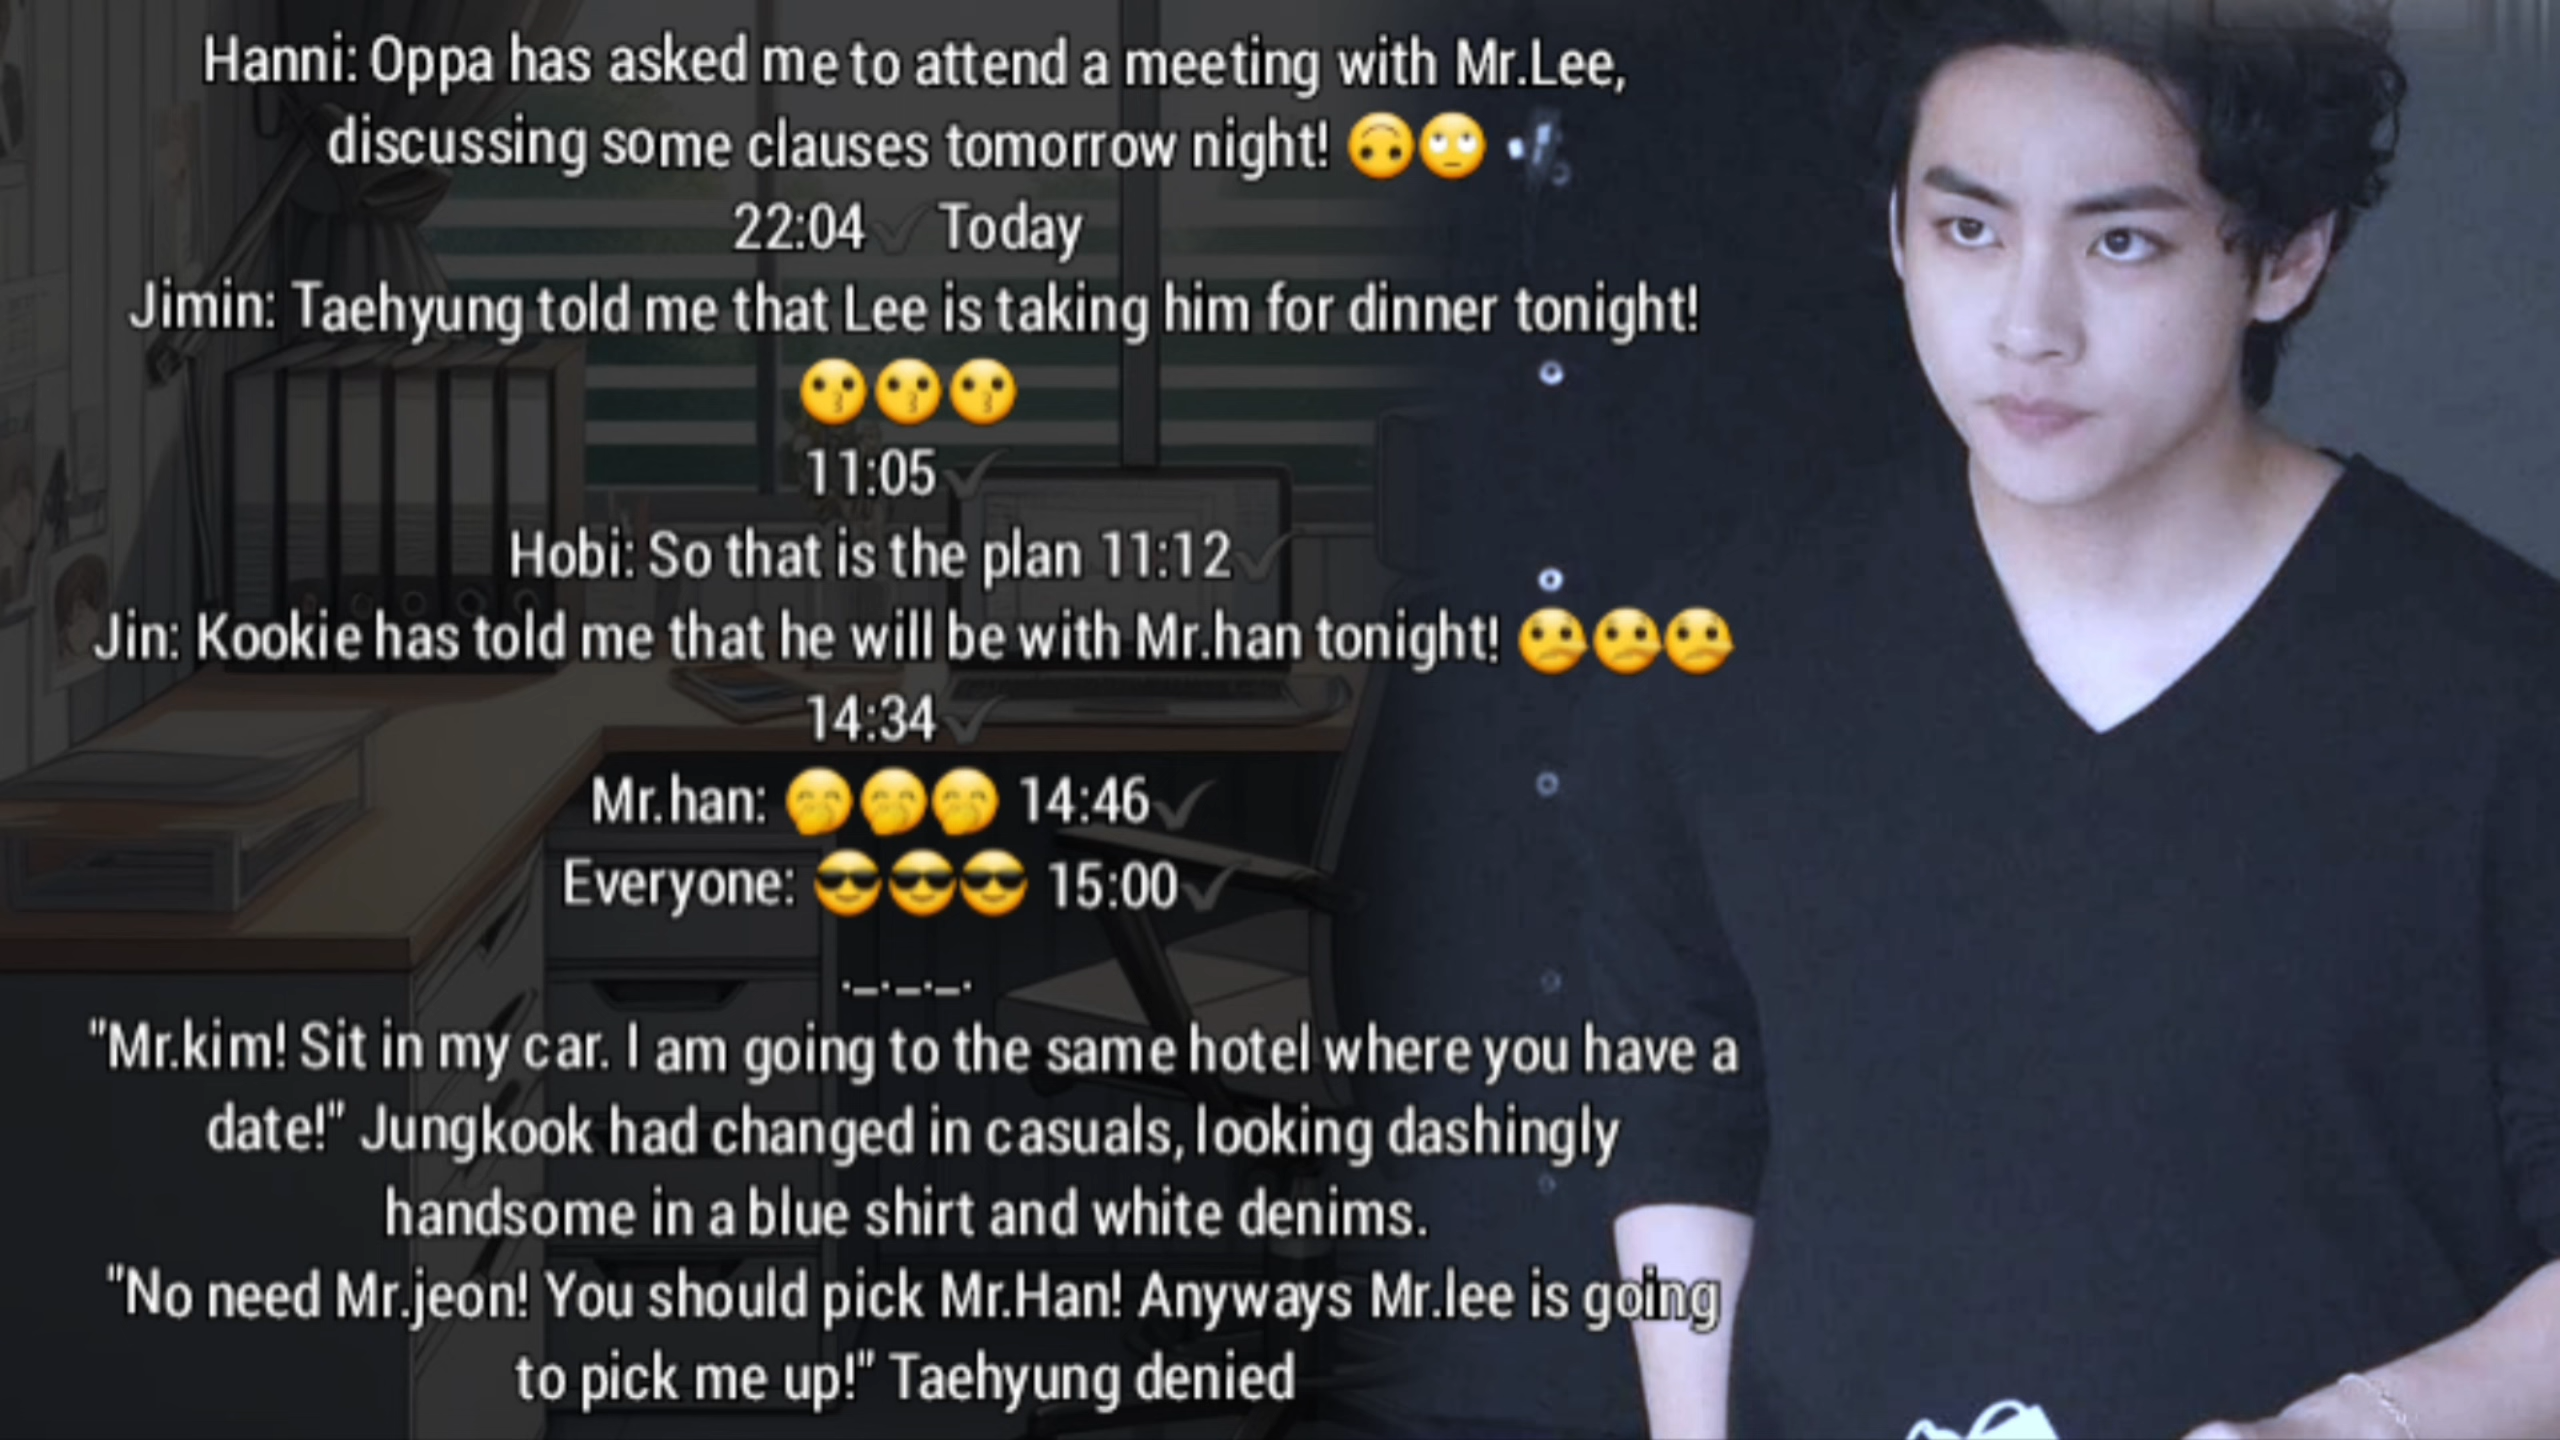 Hanni: Oppa has asked me to attend a meeting with Mr.Lee,
discussing some clauses tomorrow night! 🙃🙄
22:04✓ Today
Jimin: Taehyung told me that Lee is taking him for dinner tonight!
😗😗😗
11:05✓
Hobi: So that is the plan 11:12✓
Jin: Kookie has told me that he will be with Mr.han tonight! 🤥🤥🤥
14:34✓
Mr.han: 🤭🤭🤭 14:46✓
Everyone: 😎😎😎 15:00✓
._._._.
"Mr.kim! Sit in my car. I am going to the same hotel where you have a
date!" Jungkook had changed in casuals, looking dashingly
handsome in a blue shirt and white denims.
"No need Mr.jeon! You should pick Mr.Han! Anyways Mr.lee is going
to pick me up!" Taehyung denied